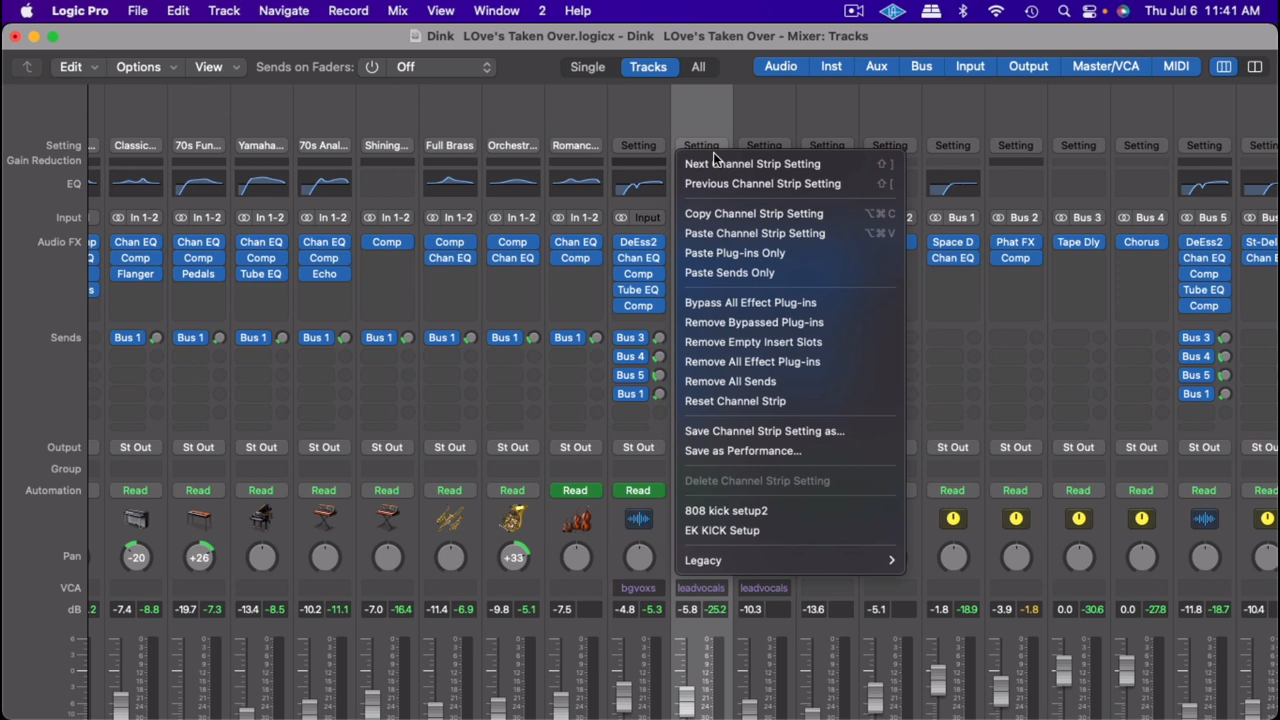 Logic Pro File Edit Track Navigate Record Mix View Window 2 Help Thu Jul 6 11:41 AM
Dink LOve's Taken Over.logicx - Dink LOve's Taken Over - Mixer: Tracks
Edit Options View Sends on Faders: Off Single Tracks All Audio Inst Aux Bus Input Output Master/VCA MIDI
Setting ... Classic... 70s Fun... Yamaha... 70s Anal... Shining... Full Brass Orchestr... Romanc... Setting Setting Setting Setting Setting Setting Setting Setting Setting Setting Settin
Gain Reduction
EQ
Input In 1-2 In 1-2 In 1-2 In 1-2 In 1-2 In 1-2 In 1-2 In 1-2 Input Bus 1 Bus 2 Bus 3 Bus 4 Bus 5 Bus
Audio FX Chan EQ Chan EQ Chan EQ Chan EQ Comp Comp Comp Chan EQ DeEss2 Space D Phat FX Tape Dly Chorus DeEss2 St-Del
Comp Comp Comp Comp Chan EQ Chan EQ Comp Chan EQ Chan EQ Comp Chan EQ Chan E
Flanger Pedals Tube EQ Echo Comp Comp
Tube EQ Tube EQ
Comp Comp
Sends Bus 1 Bus 1 Bus 1 Bus 1 Bus 1 Bus 1 Bus 1 Bus 1 Bus 3 Bus 3
Bus 4 Bus 4
Bus 5 Bus 5
Bus 1 Bus 1
Next Channel Strip Setting ⇧ ]
Previous Channel Strip Setting ⇧ [
Copy Channel Strip Setting ⌥⌘C
Paste Channel Strip Setting ⌥⌘V
Paste Plug-ins Only
Paste Sends Only
Bypass All Effect Plug-ins
Remove Bypassed Plug-ins
Remove Empty Insert Slots
Remove All Effect Plug-ins
Remove All Sends
Reset Channel Strip
Save Channel Strip Setting as...
Save as Performance...
Delete Channel Strip Setting
808 kick setup2
EK KICK Setup
Legacy
Output St Out St Out St Out St Out St Out St Out St Out St Out St Out St Out St Out St Out St Out St Out St O
Group
Automation Read Read Read Read Read Read Read Read Read Read Read Read Read Read Rea
Pan -20 +26 +33
VCA bgvoxs leadvocals leadvocals
dB .2 -7.4 -8.8 -19.7 -7.3 -13.4 -8.5 -10.2 -11.1 -7.0 -16.4 -11.4 -6.9 -9.8 -5.1 -7.5 -4.8 -5.3 -5.8 -25.2 -10.3 -13.6 -5.1 -1.8 -18.9 -3.9 -1.8 0.0 -30.6 0.0 -27.8 -11.8 -18.7 -10.4